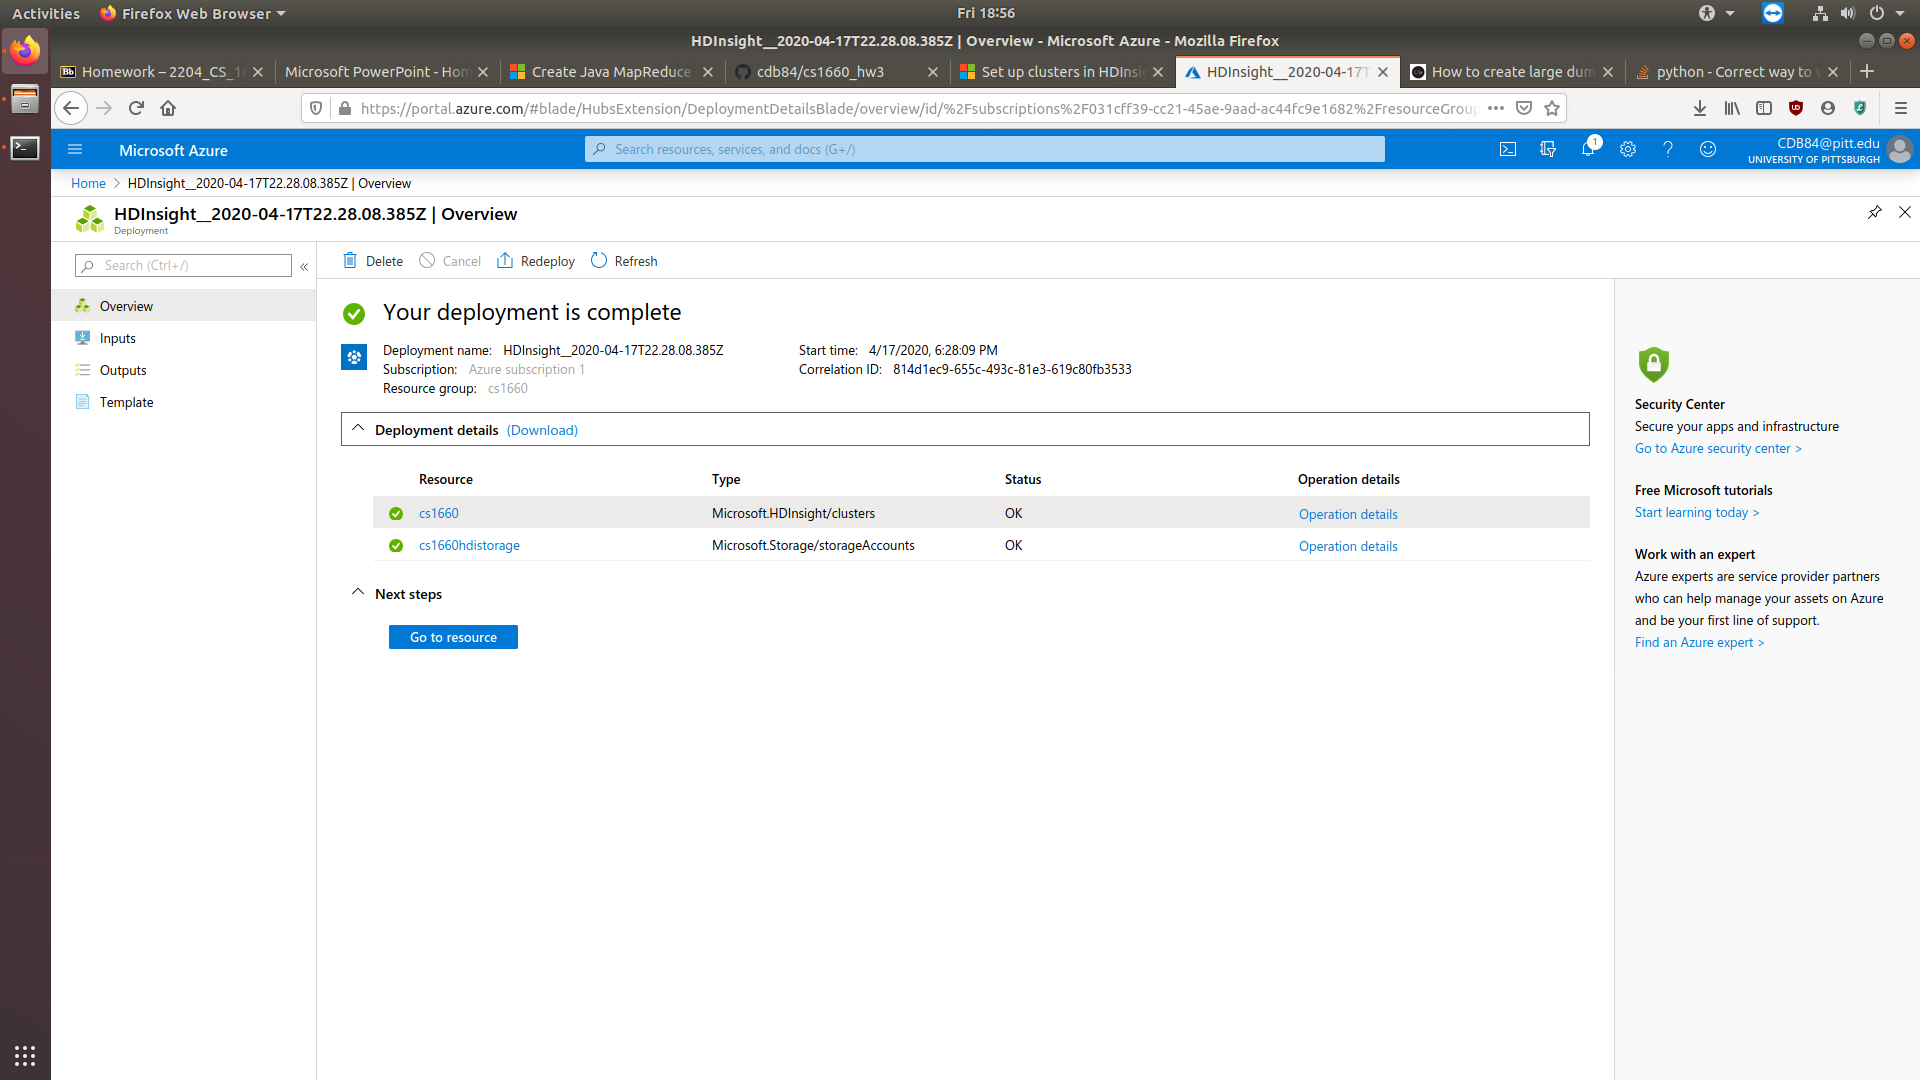 Activities
Firefox Web Browser
Fri 18:56
HDInsight__2020-04-17T22.28.08.385Z | Overview - Microsoft Azure - Mozilla Firefox
Bb Homework – 2204_CS_16
Microsoft PowerPoint - Hom
Create Java MapReduce
cdb84/cs1660_hw3
Set up clusters in HDInsi
HDInsight__2020-04-17T
How to create large dum
python - Correct way to w
https://portal.azure.com/#blade/HubsExtension/DeploymentDetailsBlade/overview/id/%2Fsubscriptions%2F031cff39-cc21-45ae-9aad-ac44fc9e1682%2FresourceGroup
Microsoft Azure
Search resources, services, and docs (G+/)
1
CDB84@pitt.edu
UNIVERSITY OF PITTSBURGH
Home > HDInsight__2020-04-17T22.28.08.385Z | Overview
HDInsight__2020-04-17T22.28.08.385Z | Overview
Deployment
Search (Ctrl+/)
«
Delete
Cancel
Redeploy
Refresh
Overview
Inputs
Outputs
Template
Your deployment is complete
Deployment name: HDInsight__2020-04-17T22.28.08.385Z
Subscription: Azure subscription 1
Resource group: cs1660
Start time: 4/17/2020, 6:28:09 PM
Correlation ID: 814d1ec9-655c-493c-81e3-619c80fb3533
Deployment details (Download)
Resource Type Status Operation details
cs1660 Microsoft.HDInsight/clusters OK Operation details
cs1660hdistorage Microsoft.Storage/storageAccounts OK Operation details
Next steps
Go to resource
Security Center
Secure your apps and infrastructure
Go to Azure security center >
Free Microsoft tutorials
Start learning today >
Work with an expert
Azure experts are service provider partners
who can help manage your assets on Azure
and be your first line of support.
Find an Azure expert >